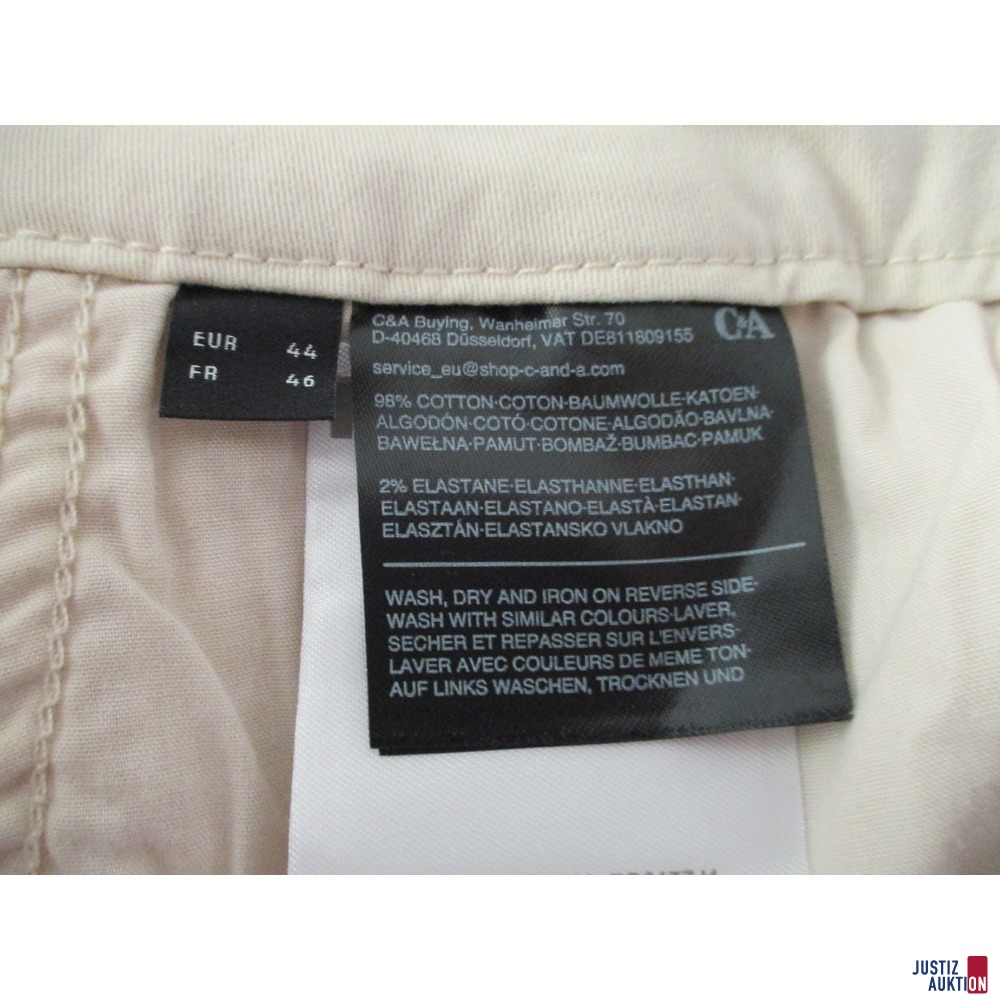 EUR 44
FR 46
C&A Buying, Wanheimer Str. 70
D-40468 Düsseldorf, VAT DE811809155
C&A
service_eu@shop-c-and-a.com
98% COTTON·COTON·BAUMWOLLE·KATOEN·
ALGODÓN·COTÓ·COTONE·ALGODÃO·BAVLNA·
BAWEŁNA·PAMUT·BOMBAŽ·BUMBAC·PAMUK
2% ELASTANE·ELASTHANNE·ELASTHAN·
ELASTAAN·ELASTANO·ELASTÀ·ELASTAN·
ELASZTÁN·ELASTANSKO VLAKNO
WASH, DRY AND IRON ON REVERSE SIDE·
WASH WITH SIMILAR COLOURS·LAVER,
SECHER ET REPASSER SUR L'ENVERS·
LAVER AVEC COULEURS DE MEME TON·
AUF LINKS WASCHEN, TROCKNEN UND
JUSTIZ
AUKTION